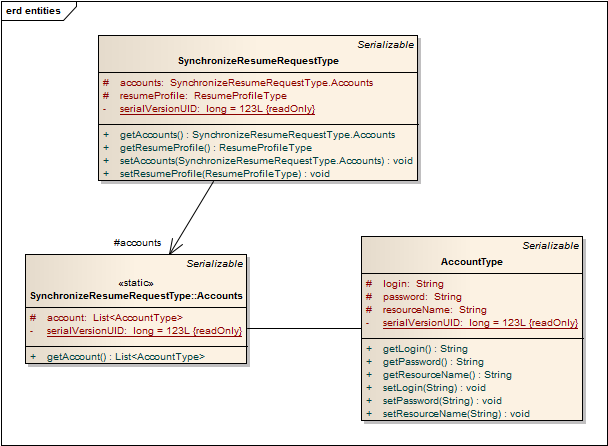 erd entities
Serializable
SynchronizeResumeRequestType
# accounts: SynchronizeResumeRequestType.Accounts
# resumeProfile: ResumeProfileType
- serialVersionUID: long = 123L {readOnly}
+ getAccounts() : SynchronizeResumeRequestType.Accounts
+ getResumeProfile() : ResumeProfileType
+ setAccounts(SynchronizeResumeRequestType.Accounts) : void
+ setResumeProfile(ResumeProfileType) : void
#accounts
Serializable
«static»
SynchronizeResumeRequestType::Accounts
# account: List<AccountType>
- serialVersionUID: long = 123L {readOnly}
+ getAccount() : List<AccountType>
Serializable
AccountType
# login: String
# password: String
# resourceName: String
- serialVersionUID: long = 123L {readOnly}
+ getLogin() : String
+ getPassword() : String
+ getResourceName() : String
+ setLogin(String) : void
+ setPassword(String) : void
+ setResourceName(String) : void